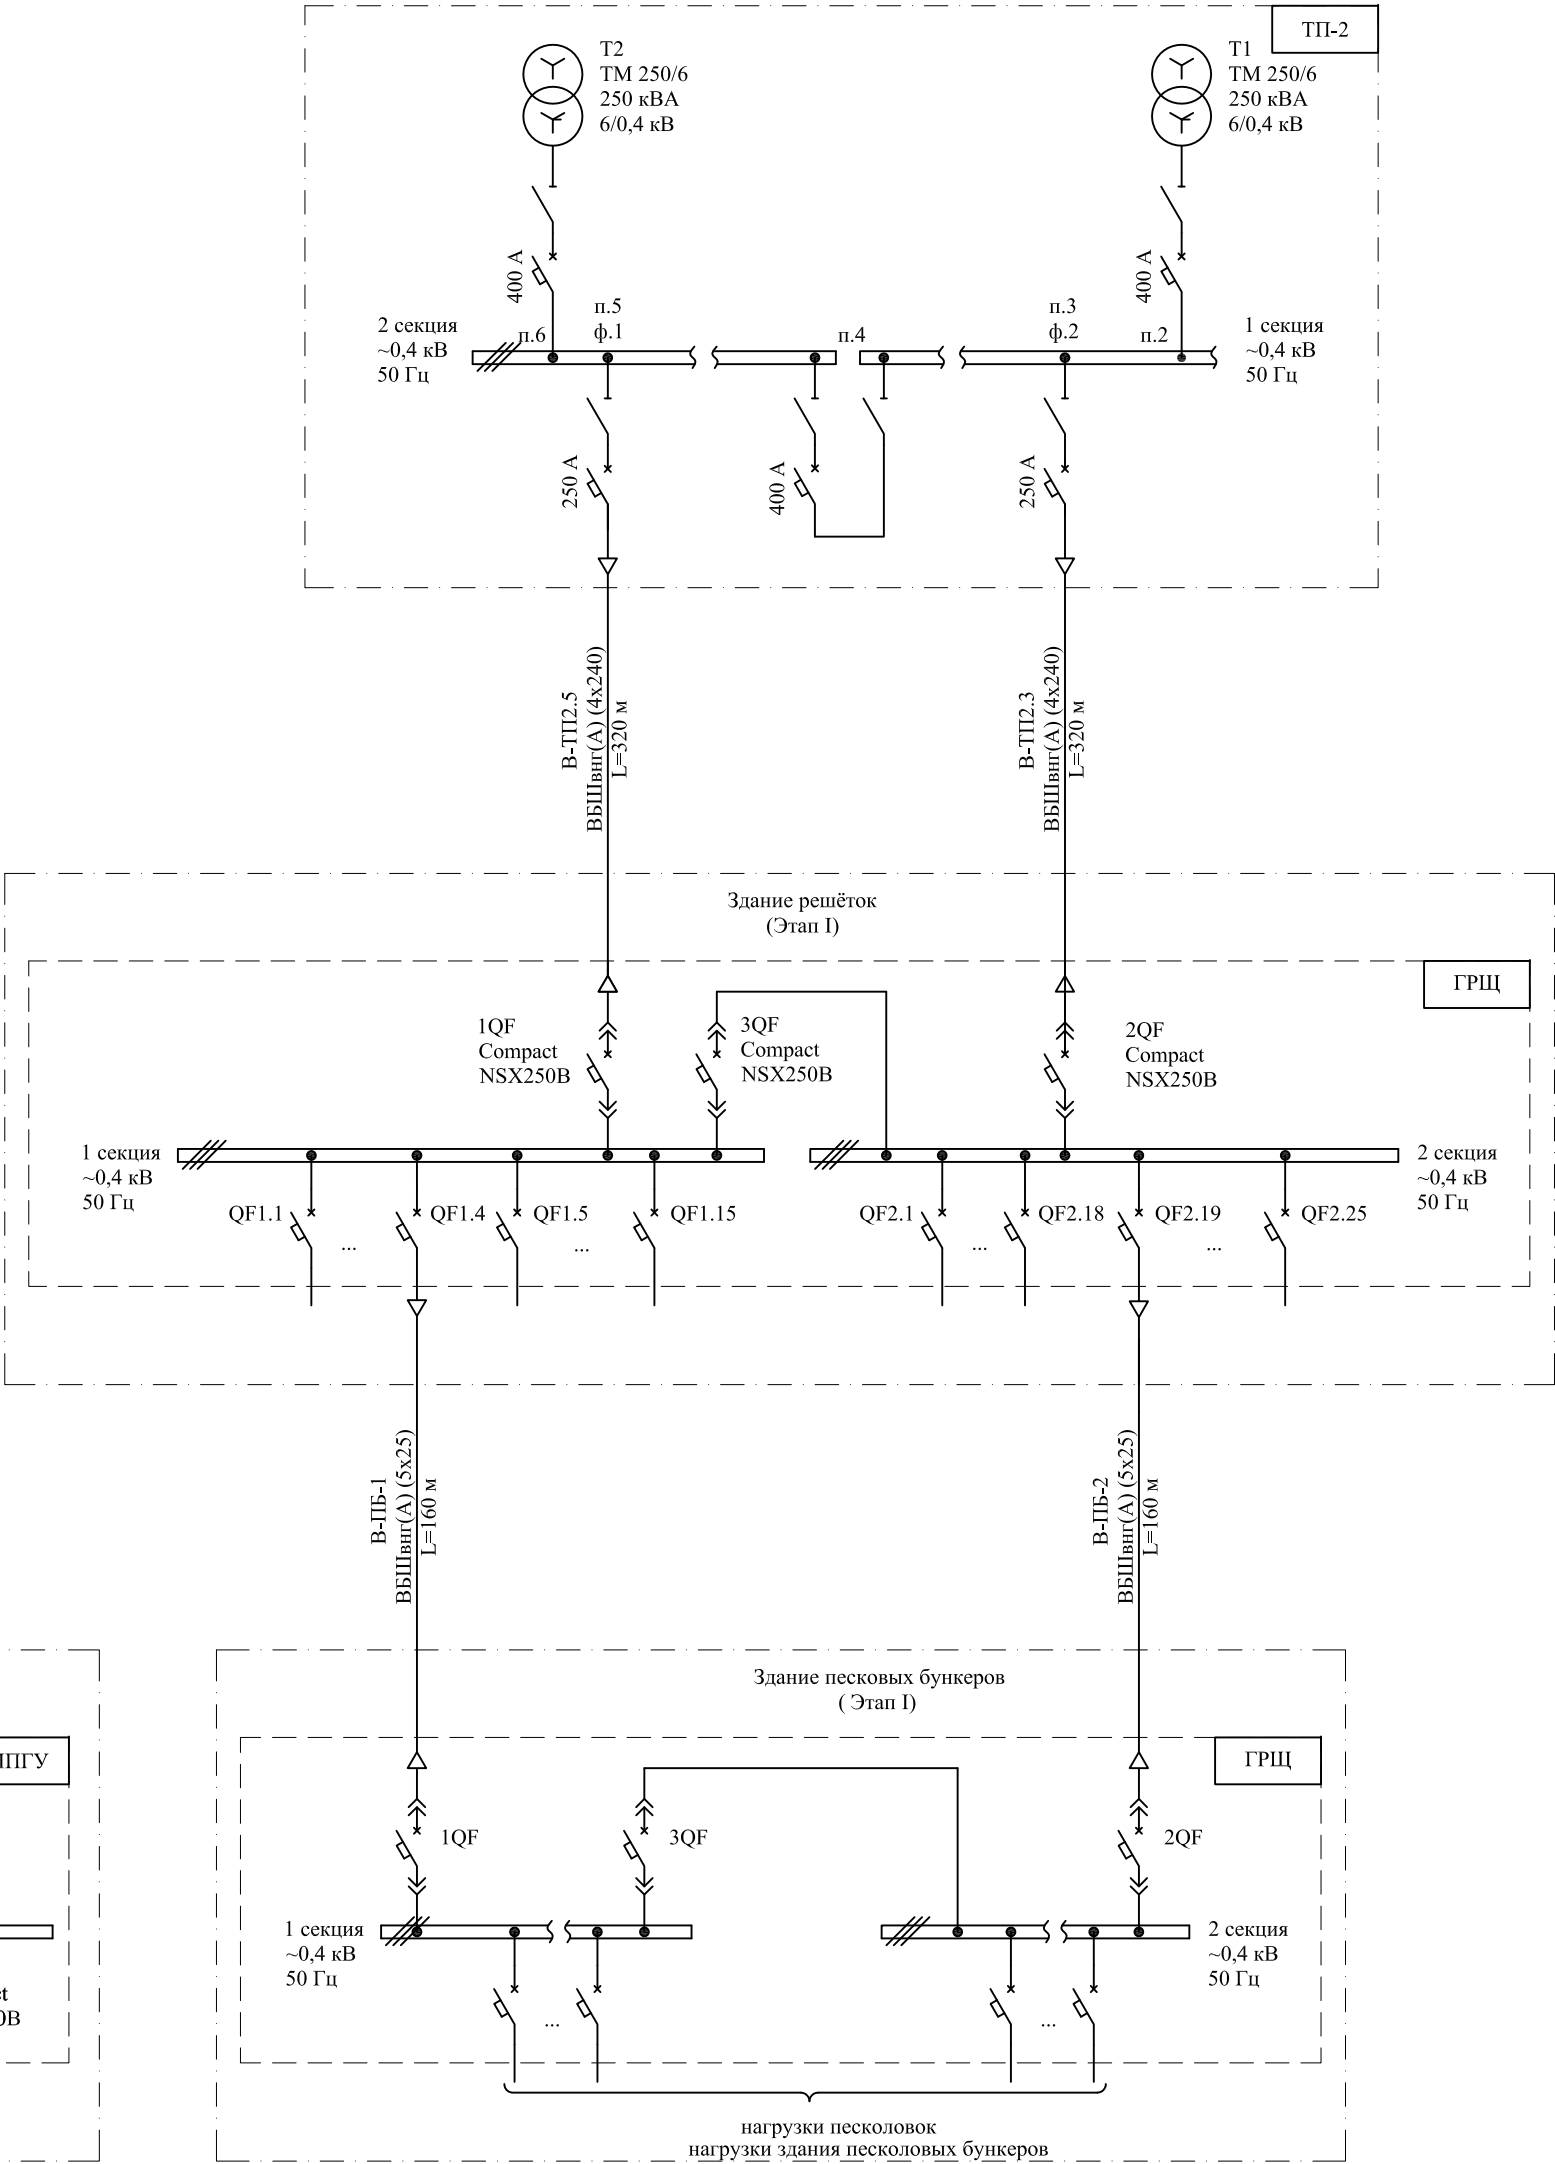 ТП-2
Т2
ТМ 250/6
250 кВА
6/0,4 кВ
Т1
ТМ 250/6
250 кВА
6/0,4 кВ
400 А
400 А
2 секция
~0,4 кВ
50 Гц
п.6
п.5
ф.1
п.4
п.3
ф.2
п.2
1 секция
~0,4 кВ
50 Гц
250 А
400 А
250 А
В-ТП2.5
ВБШвнг(А) (4х240)
L=320 м
В-ТП2.3
ВБШвнг(А) (4х240)
L=320 м
Здание решёток
(Этап I)
ГРЩ
1QF
Compact
NSX250B
3QF
Compact
NSX250B
2QF
Compact
NSX250B
1 секция
~0,4 кВ
50 Гц
2 секция
~0,4 кВ
50 Гц
QF1.1
...
QF1.4
QF1.5
...
QF1.15
QF2.1
...
QF2.18
QF2.19
...
QF2.25
В-ПБ-1
ВБШвнг(А) (5х25)
L=160 м
В-ПБ-2
ВБШвнг(А) (5х25)
L=160 м
Здание песковых бункеров
( Этап I)
ГРЩ
1QF
3QF
2QF
1 секция
~0,4 кВ
50 Гц
2 секция
~0,4 кВ
50 Гц
...
...
нагрузки песколовок
нагрузки здания песколовых бункеров
ППГУ
ct
0B